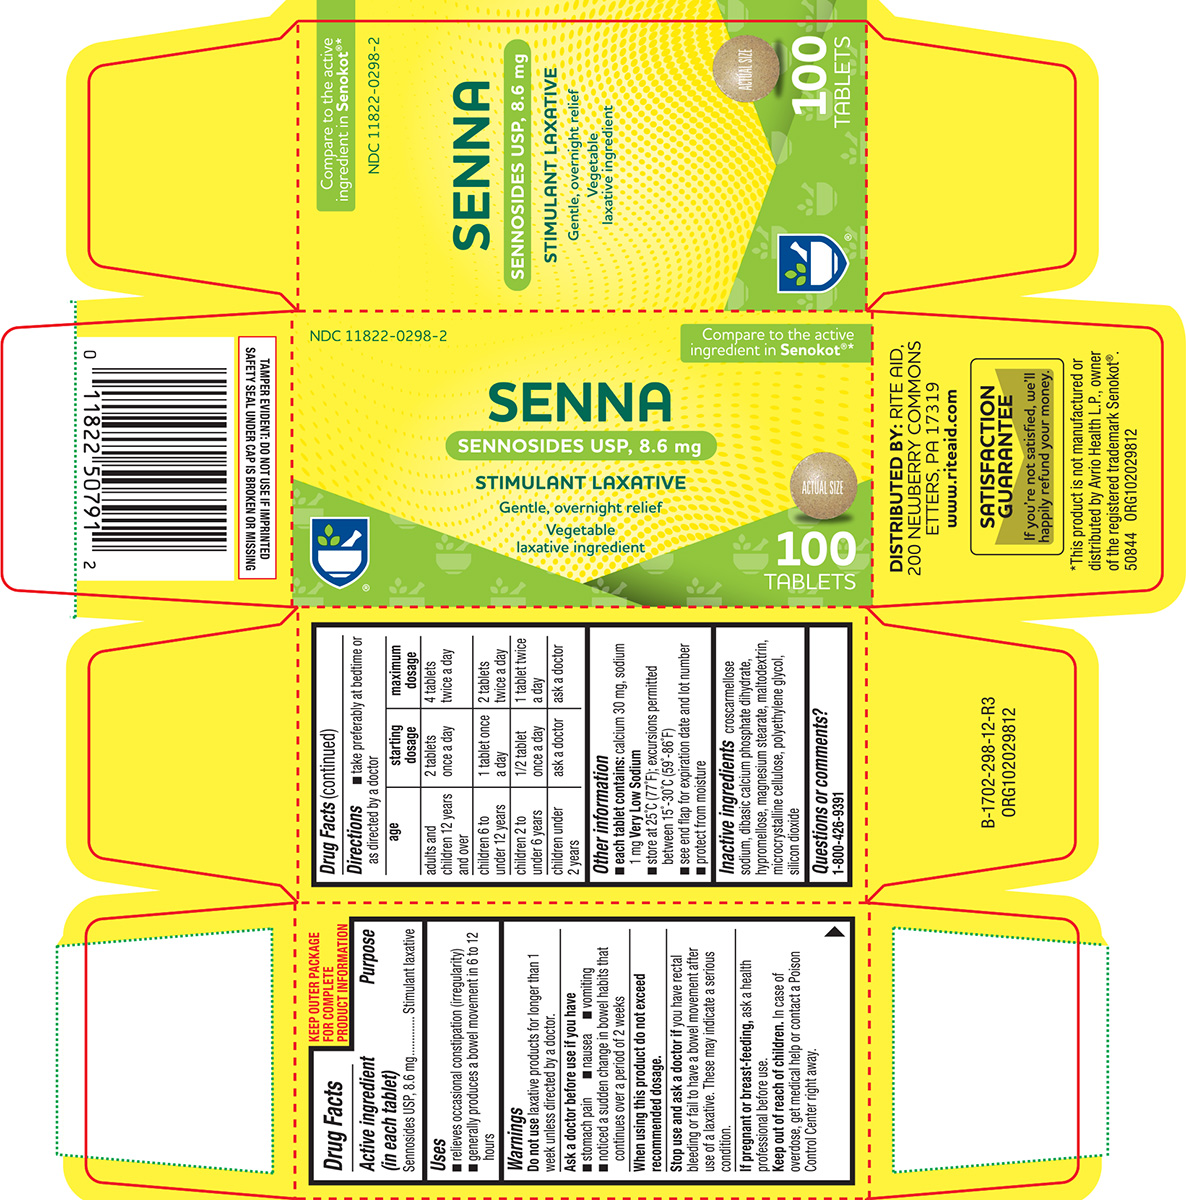 Compare to the active
ingredient in Senokot®*
NDC 11822-0298-2
SENNA
SENNOSIDES USP, 8.6 mg
STIMULANT LAXATIVE
Gentle, overnight relief
Vegetable
laxative ingredient
ACTUAL SIZE
100
TABLETS
®
TAMPER EVIDENT: DO NOT USE IF IMPRINTED
SAFETY SEAL UNDER CAP IS BROKEN OR MISSING
0 11822 50791 2
NDC 11822-0298-2
Compare to the active
ingredient in Senokot®*
SENNA
SENNOSIDES USP, 8.6 mg
STIMULANT LAXATIVE
Gentle, overnight relief
Vegetable
laxative ingredient
ACTUAL SIZE
100
TABLETS
®
DISTRIBUTED BY: RITE AID,
200 NEWBERRY COMMONS
ETTERS, PA 17319
www.riteaid.com
SATISFACTION
GUARANTEE
If you're not satisfied, we'll
happily refund your money.
*This product is not manufactured or
distributed by Avrio Health L.P., owner
of the registered trademark Senokot®.
50844 ORG102029812
Drug Facts (continued)
Directions ■ take preferably at bedtime or
as directed by a doctor
age starting dosage maximum dosage
adults and children 12 years and over 2 tablets once a day 4 tablets twice a day
children 6 to under 12 years 1 tablet once a day 2 tablets twice a day
children 2 to under 6 years 1/2 tablet once a day 1 tablet twice a day
children under 2 years ask a doctor ask a doctor
Other information
■ each tablet contains: calcium 30 mg, sodium
1 mg Very Low Sodium
■ store at 25˚C (77˚F); excursions permitted
between 15˚-30˚C (59˚-86˚F)
■ see end flap for expiration date and lot number
■ protect from moisture
Inactive ingredients croscarmellose
sodium, dibasic calcium phosphate dihydrate,
hypromellose, magnesium stearate, maltodextrin,
microcrystalline cellulose, polyethylene glycol,
silicon dioxide
Questions or comments?
1-800-426-9391
B-1702-298-12-R3
ORG102029812
KEEP OUTER PACKAGE
FOR COMPLETE
PRODUCT INFORMATION
Drug Facts
Active ingredient Purpose
(in each tablet)
Sennosides USP, 8.6 mg............... Stimulant laxative
Uses
■ relieves occasional constipation (irregularity)
■ generally produces a bowel movement in 6 to 12
hours
Warnings
Do not use laxative products for longer than 1
week unless directed by a doctor.
Ask a doctor before use if you have
■ stomach pain ■ nausea ■ vomiting
■ noticed a sudden change in bowel habits that
continues over a period of 2 weeks
When using this product do not exceed
recommended dosage.
Stop use and ask a doctor if you have rectal
bleeding or fail to have a bowel movement after
use of a laxative. These may indicate a serious
condition.
If pregnant or breast-feeding, ask a health
professional before use.
Keep out of reach of children. In case of
overdose, get medical help or contact a Poison
Control Center right away.